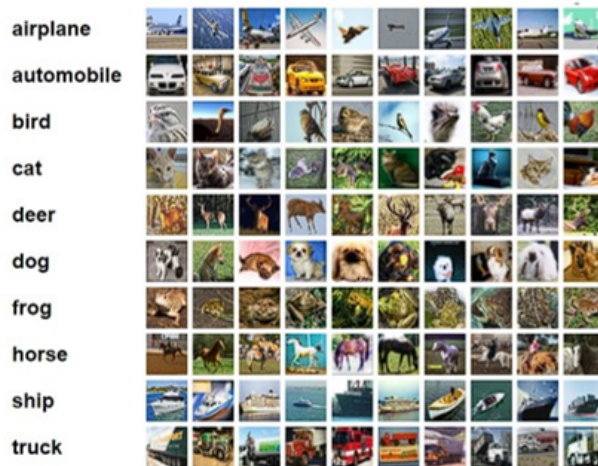 airplane
automobile
bird
cat
deer
dog
frog
horse
ship
truck